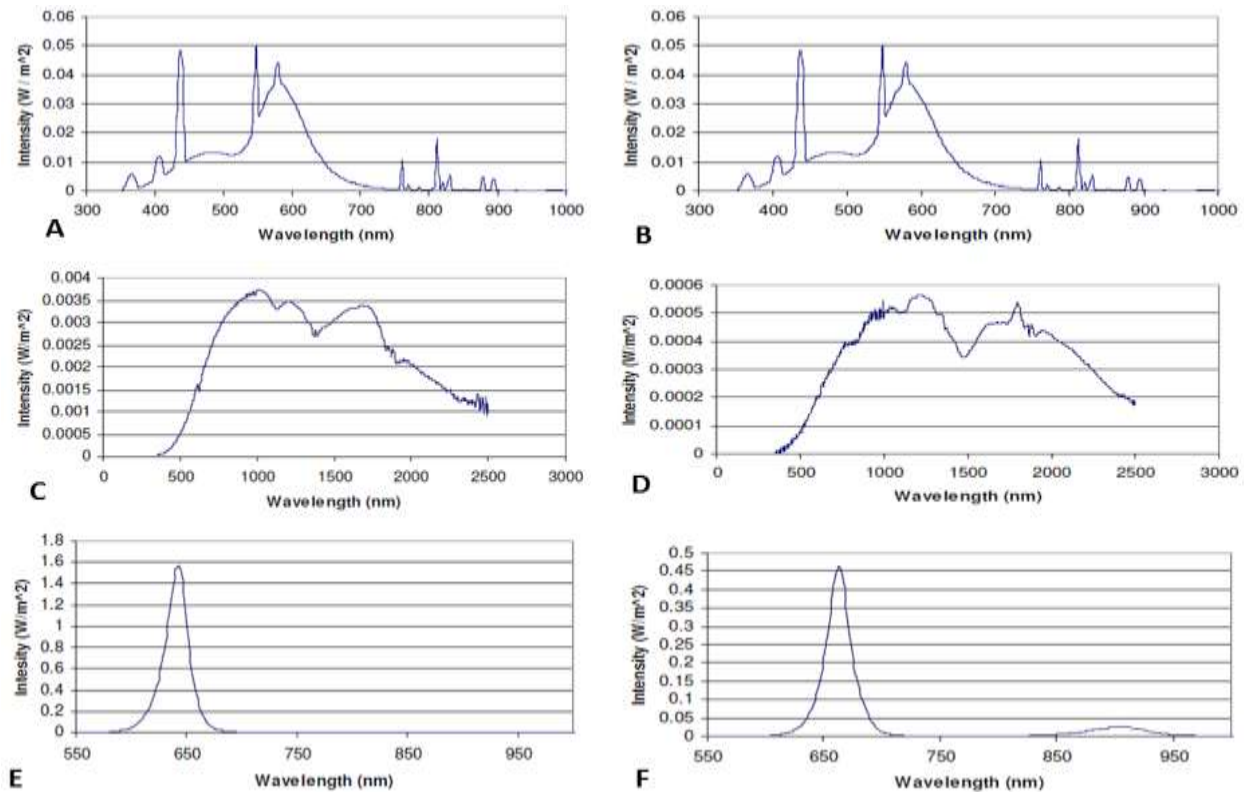 0.06
0.05
0.04
0.03
0.02
0.01
0
Intensity (W / m^2)
300 400 500 600 700 800 900 1000
Wavelength (nm)
A
0.06
0.05
0.04
0.03
0.02
0.01
0
Intensity (W / m^2)
300 400 500 600 700 800 900 1000
Wavelength (nm)
B
0.004
0.0035
0.003
0.0025
0.002
0.0015
0.001
0.0005
0
Intensity (W/m^2)
0 500 1000 1500 2000 2500 3000
Wavelength (nm)
C
0.0006
0.0005
0.0004
0.0003
0.0002
0.0001
0
Intensity (W/m^2)
0 500 1000 1500 2000 2500 3000
Wavelength (nm)
D
1.8
1.6
1.4
1.2
1
0.8
0.6
0.4
0.2
0
Intesity (W/m^2)
550 650 750 850 950
Wavelength (nm)
E
0.5
0.45
0.4
0.35
0.3
0.25
0.2
0.15
0.1
0.05
0
Intensity (W/m^2)
550 650 750 850 950
Wavelength (nm)
F